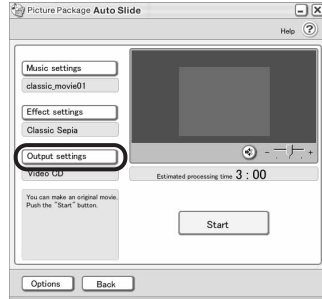 Picture Package Auto Slide
Help ?
Music settings
classic_movie01
Effect settings
Classic Sepia
Output settings
Video CD
- +
Estimated processing time 3 : 00
You can make an original movie.
Push the "Start" button.
Start
Options Back